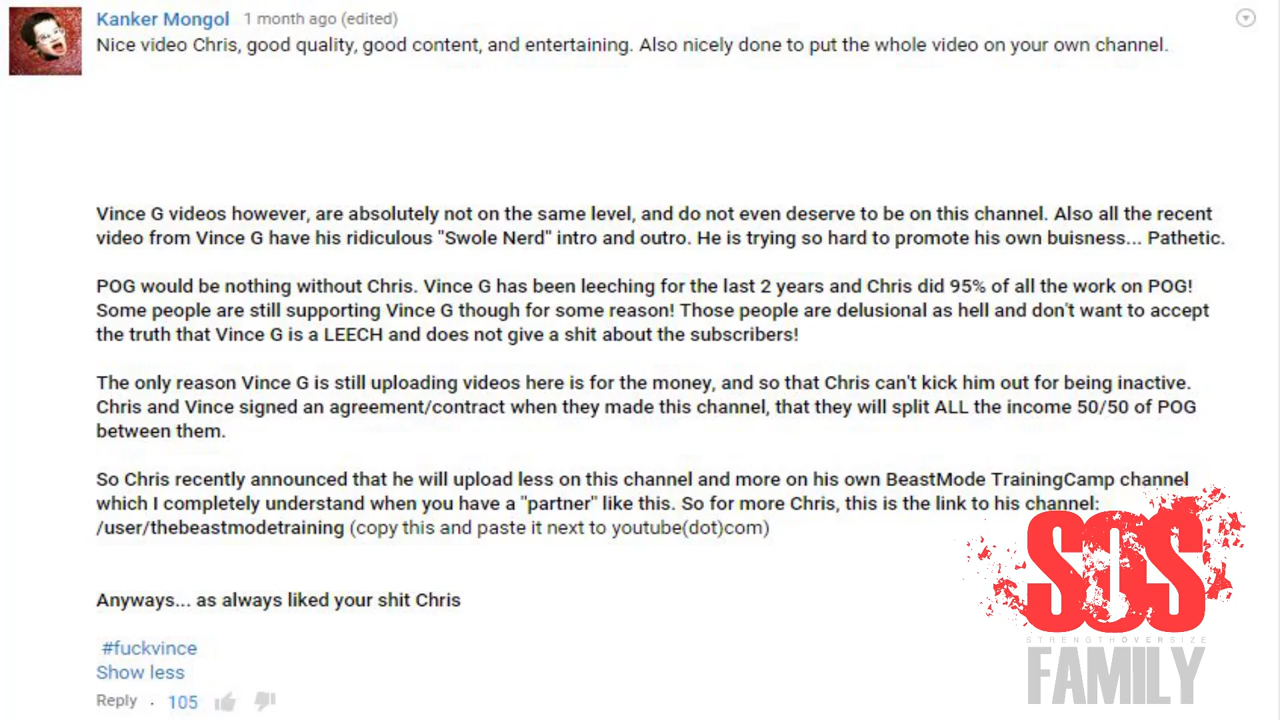 Kanker Mongol 1 month ago (edited)
Nice video Chris, good quality, good content, and entertaining. Also nicely done to put the whole video on your own channel.
Vince G videos however, are absolutely not on the same level, and do not even deserve to be on this channel. Also all the recent
video from Vince G have his ridiculous "Swole Nerd" intro and outro. He is trying so hard to promote his own buisness... Pathetic.
POG would be nothing without Chris. Vince G has been leeching for the last 2 years and Chris did 95% of all the work on POG!
Some people are still supporting Vince G though for some reason! Those people are delusional as hell and don't want to accept
the truth that Vince G is a LEECH and does not give a shit about the subscribers!
The only reason Vince G is still uploading videos here is for the money, and so that Chris can't kick him out for being inactive.
Chris and Vince signed an agreement/contract when they made this channel, that they will split ALL the income 50/50 of POG
between them.
So Chris recently announced that he will upload less on this channel and more on his own BeastMode TrainingCamp channel
which I completely understand when you have a "partner" like this. So for more Chris, this is the link to his channel:
/user/thebeastmodetraining (copy this and paste it next to youtube(dot)com)
Anyways... as always liked your shit Chris
#fuckvince
Show less
Reply · 105
SOS
STRENGTHOVERSIZE
FAMILY